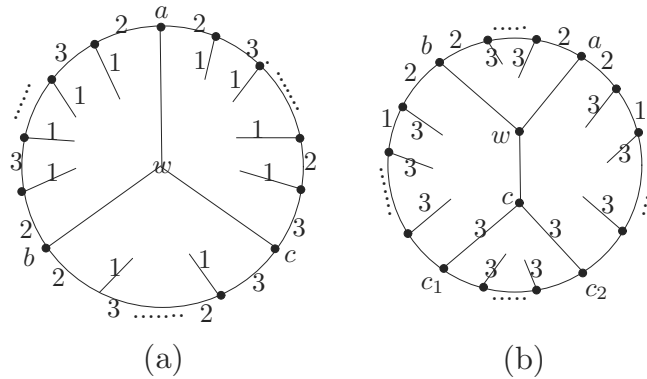 a
2 2
3 1 1 3
1 1
1 1
3 2
1 w 1
2 3
b c
2 1 1 3
3 2
(a)
b 2 3 3 2 a
2 2
1 3 3 1
w
3 3
c
3 3
3 3
c₁ 3 3 c₂
(b)